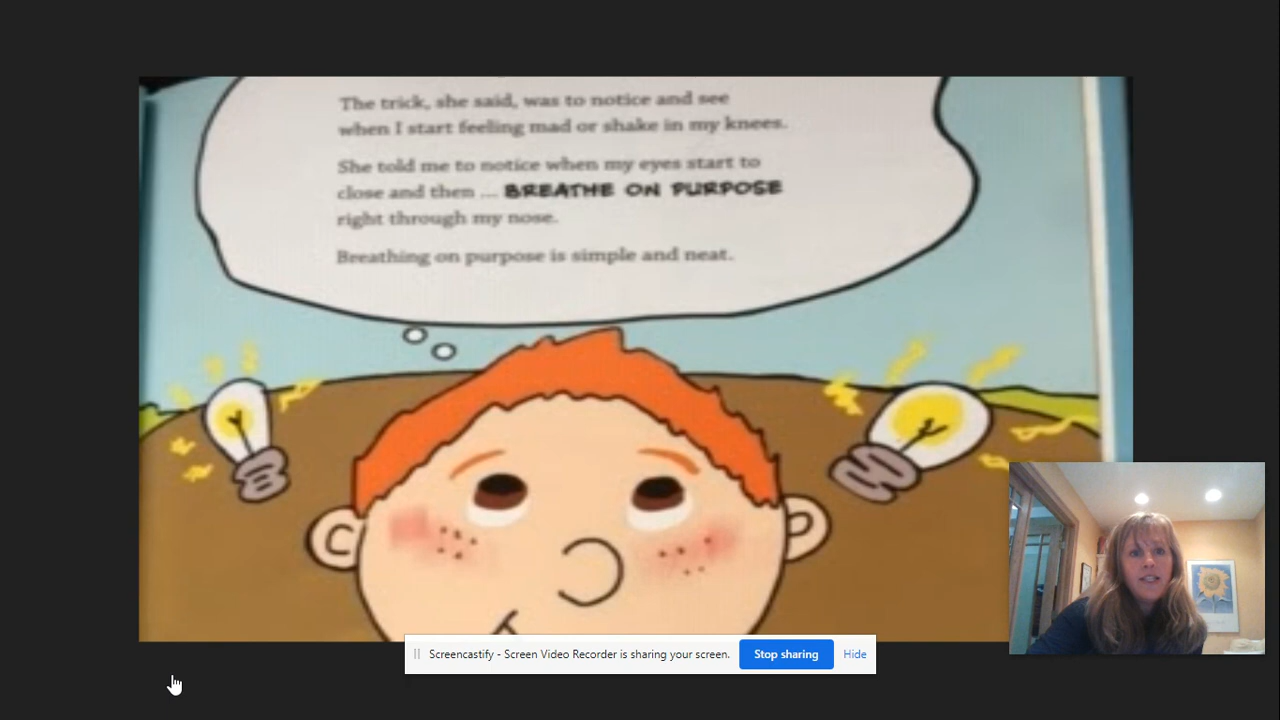 The trick, she said, was to notice and see
when I start feeling mad or shake in my knees.
She told me to notice when my eyes start to
close and then ... BREATHE ON PURPOSE
right through my nose.
Breathing on purpose is simple and neat.
Screencastify - Screen Video Recorder is sharing your screen.
Stop sharing
Hide